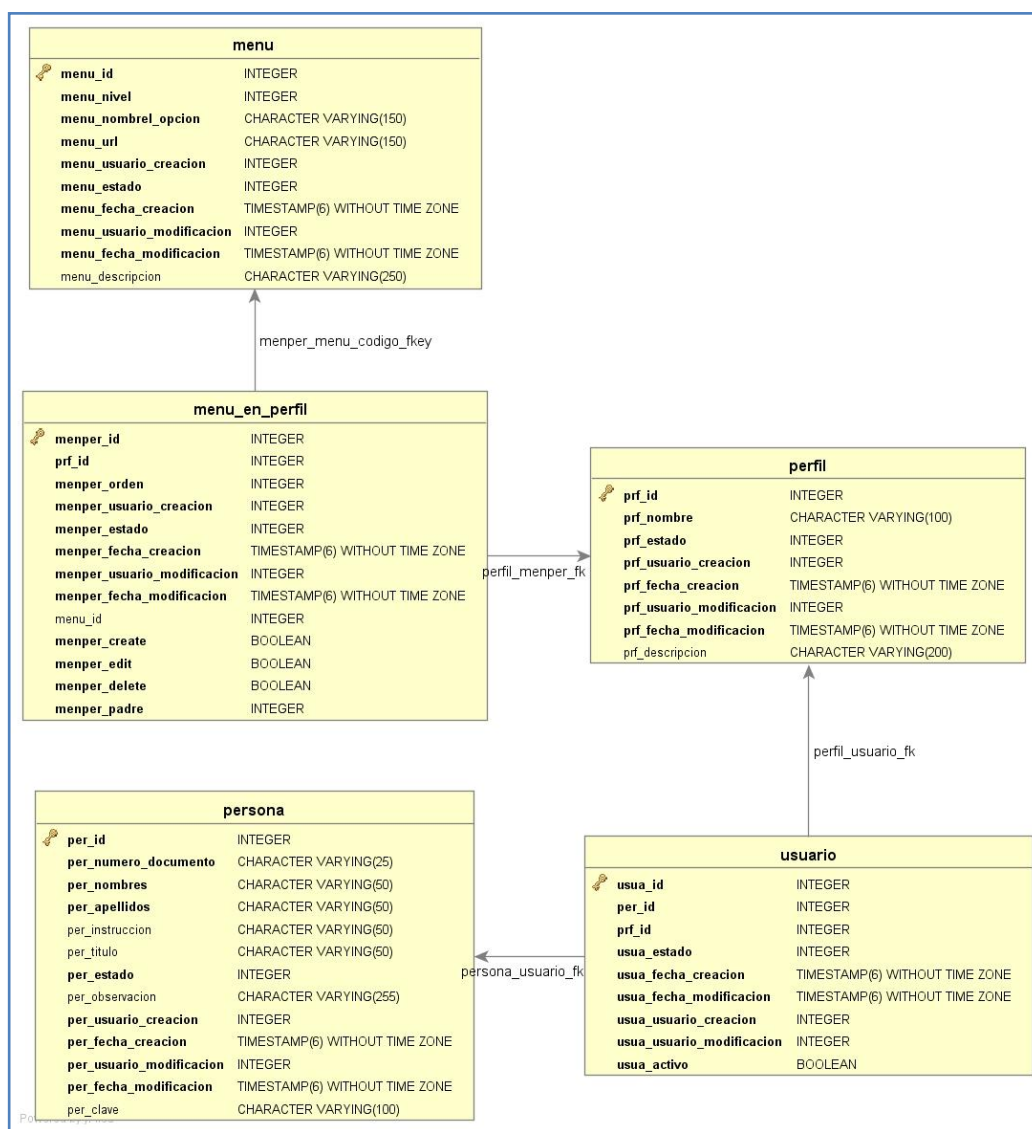 menu
menu_id INTEGER
menu_nivel INTEGER
menu_nombrel_opcion CHARACTER VARYING(150)
menu_url CHARACTER VARYING(150)
menu_usuario_creacion INTEGER
menu_estado INTEGER
menu_fecha_creacion TIMESTAMP(6) WITHOUT TIME ZONE
menu_usuario_modificacion INTEGER
menu_fecha_modificacion TIMESTAMP(6) WITHOUT TIME ZONE
menu_descripcion CHARACTER VARYING(250)
menper_menu_codigo_fkey
menu_en_perfil
menper_id INTEGER
prf_id INTEGER
menper_orden INTEGER
menper_usuario_creacion INTEGER
menper_estado INTEGER
menper_fecha_creacion TIMESTAMP(6) WITHOUT TIME ZONE
menper_usuario_modificacion INTEGER
menper_fecha_modificacion TIMESTAMP(6) WITHOUT TIME ZONE
menu_id INTEGER
menper_create BOOLEAN
menper_edit BOOLEAN
menper_delete BOOLEAN
menper_padre INTEGER
perfil_menper_fk
perfil
prf_id INTEGER
prf_nombre CHARACTER VARYING(100)
prf_estado INTEGER
prf_usuario_creacion INTEGER
prf_fecha_creacion TIMESTAMP(6) WITHOUT TIME ZONE
prf_usuario_modificacion INTEGER
prf_fecha_modificacion TIMESTAMP(6) WITHOUT TIME ZONE
prf_descripcion CHARACTER VARYING(200)
perfil_usuario_fk
persona
per_id INTEGER
per_numero_documento CHARACTER VARYING(25)
per_nombres CHARACTER VARYING(50)
per_apellidos CHARACTER VARYING(50)
per_instruccion CHARACTER VARYING(50)
per_titulo CHARACTER VARYING(50)
per_estado INTEGER
per_observacion CHARACTER VARYING(255)
per_usuario_creacion INTEGER
per_fecha_creacion TIMESTAMP(6) WITHOUT TIME ZONE
per_usuario_modificacion INTEGER
per_fecha_modificacion TIMESTAMP(6) WITHOUT TIME ZONE
per_clave CHARACTER VARYING(100)
persona_usuario_fk
usuario
usua_id INTEGER
per_id INTEGER
prf_id INTEGER
usua_estado INTEGER
usua_fecha_creacion TIMESTAMP(6) WITHOUT TIME ZONE
usua_fecha_modificacion TIMESTAMP(6) WITHOUT TIME ZONE
usua_usuario_creacion INTEGER
usua_usuario_modificacion INTEGER
usua_activo BOOLEAN